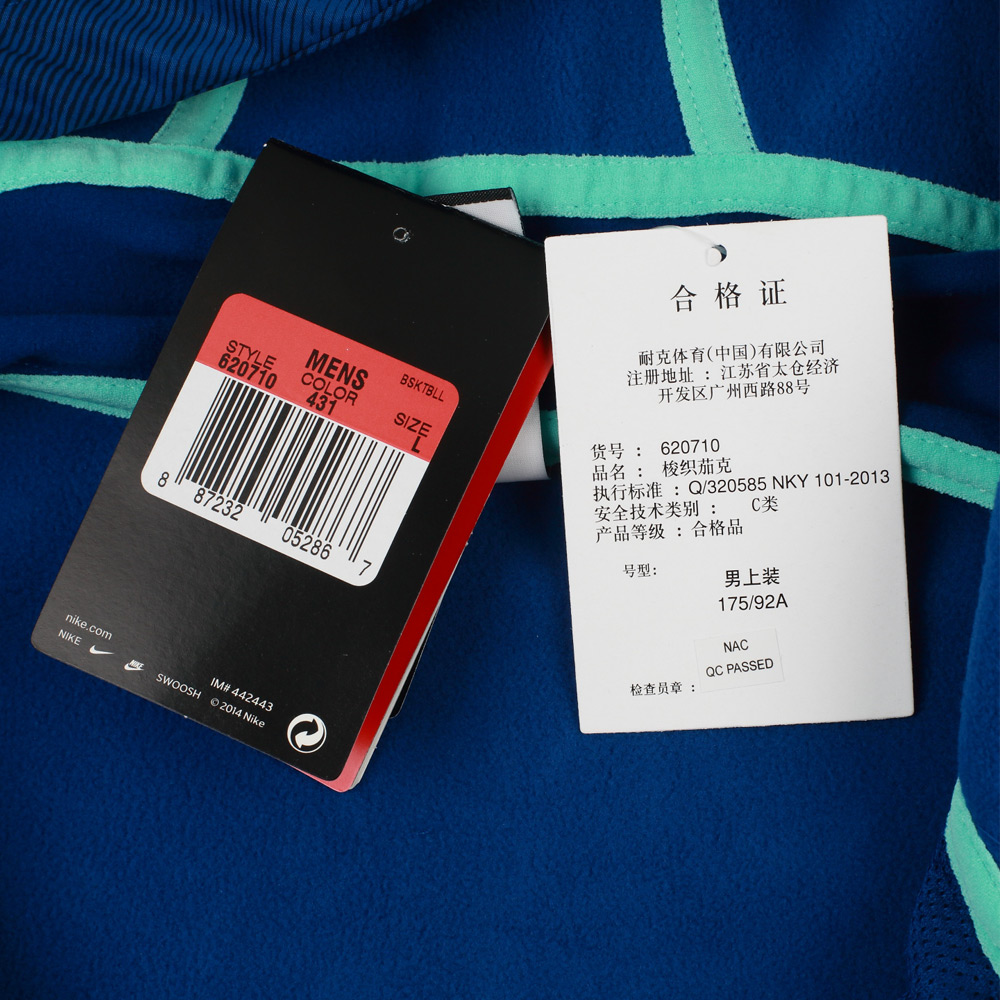 STYLE
620710
MENS
COLOR
431
BSKTBLL
SIZE
L
8 87232 05286 7
nike.com
NIKE
NIKE
SWOOSH
IM# 442443
© 2014 Nike
合格证
耐克体育(中国)有限公司
注册地址：江苏省太仓经济
开发区广州西路88号
货号： 620710
品名： 梭织茄克
执行标准：Q/320585 NKY 101-2013
安全技术类别： C类
产品等级：合格品
号型:
男上装
175/92A
NAC
QC PASSED
检查员章：